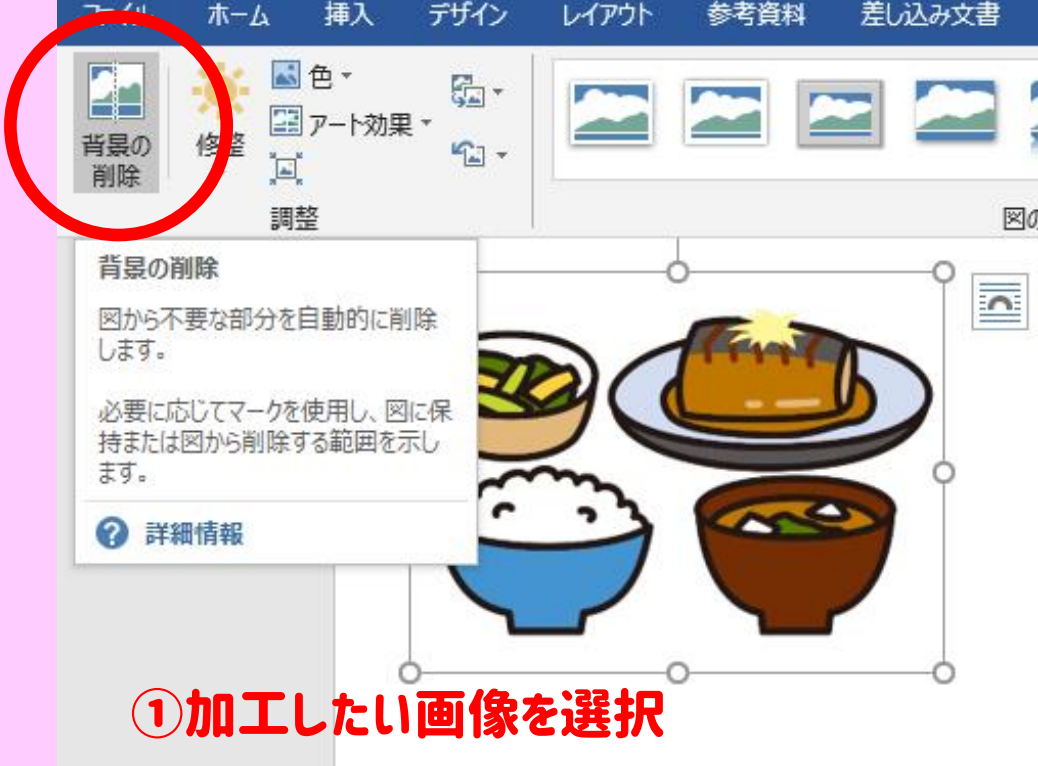 ファイル ホーム 挿入 デザイン レイアウト 参考資料 差し込み文書
背景の
削除
修整
色
アート効果
調整
図の
背景の削除
図から不要な部分を自動的に削除
します。
必要に応じてマークを使用し、図に保
持または図から削除する範囲を示し
ます。
詳細情報
①加工したい画像を選択